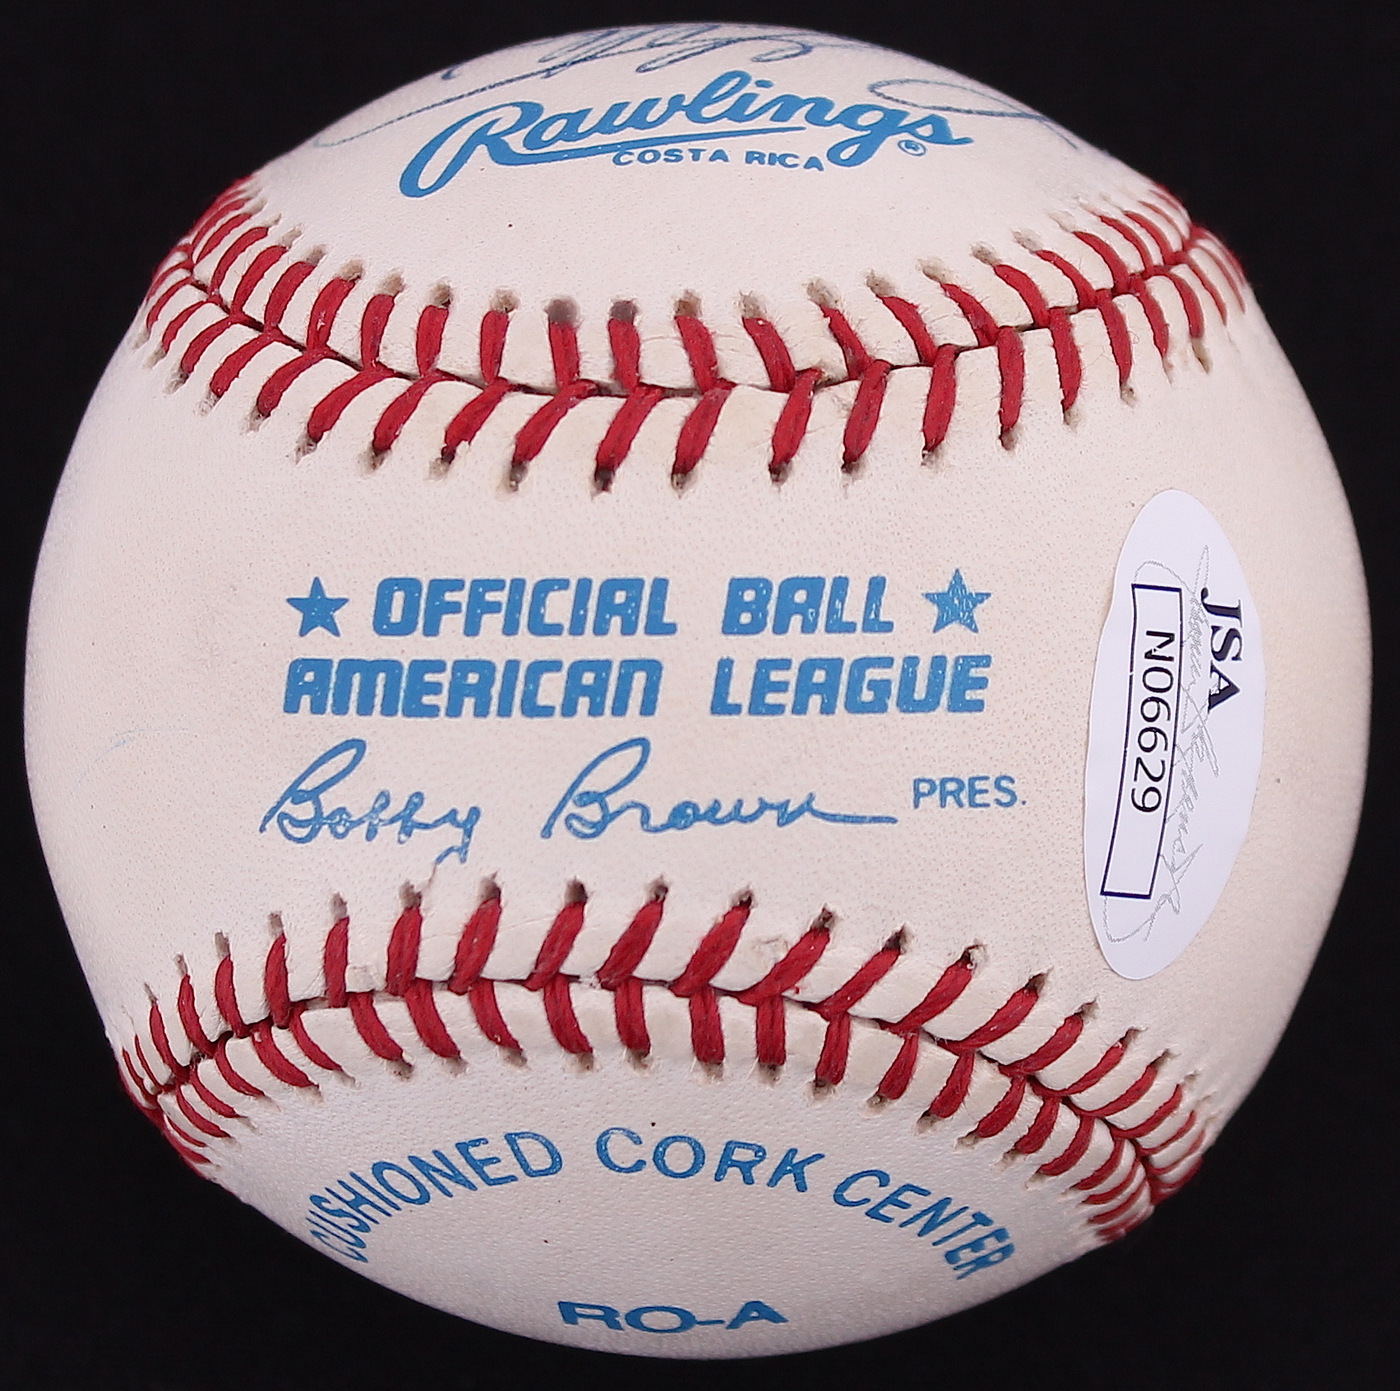 Rawlings®
COSTA RICA
★ OFFICIAL BALL ★
AMERICAN LEAGUE
Bobby Brown PRES.
JSA
N06629
CUSHIONED CORK CENTER
RO-A